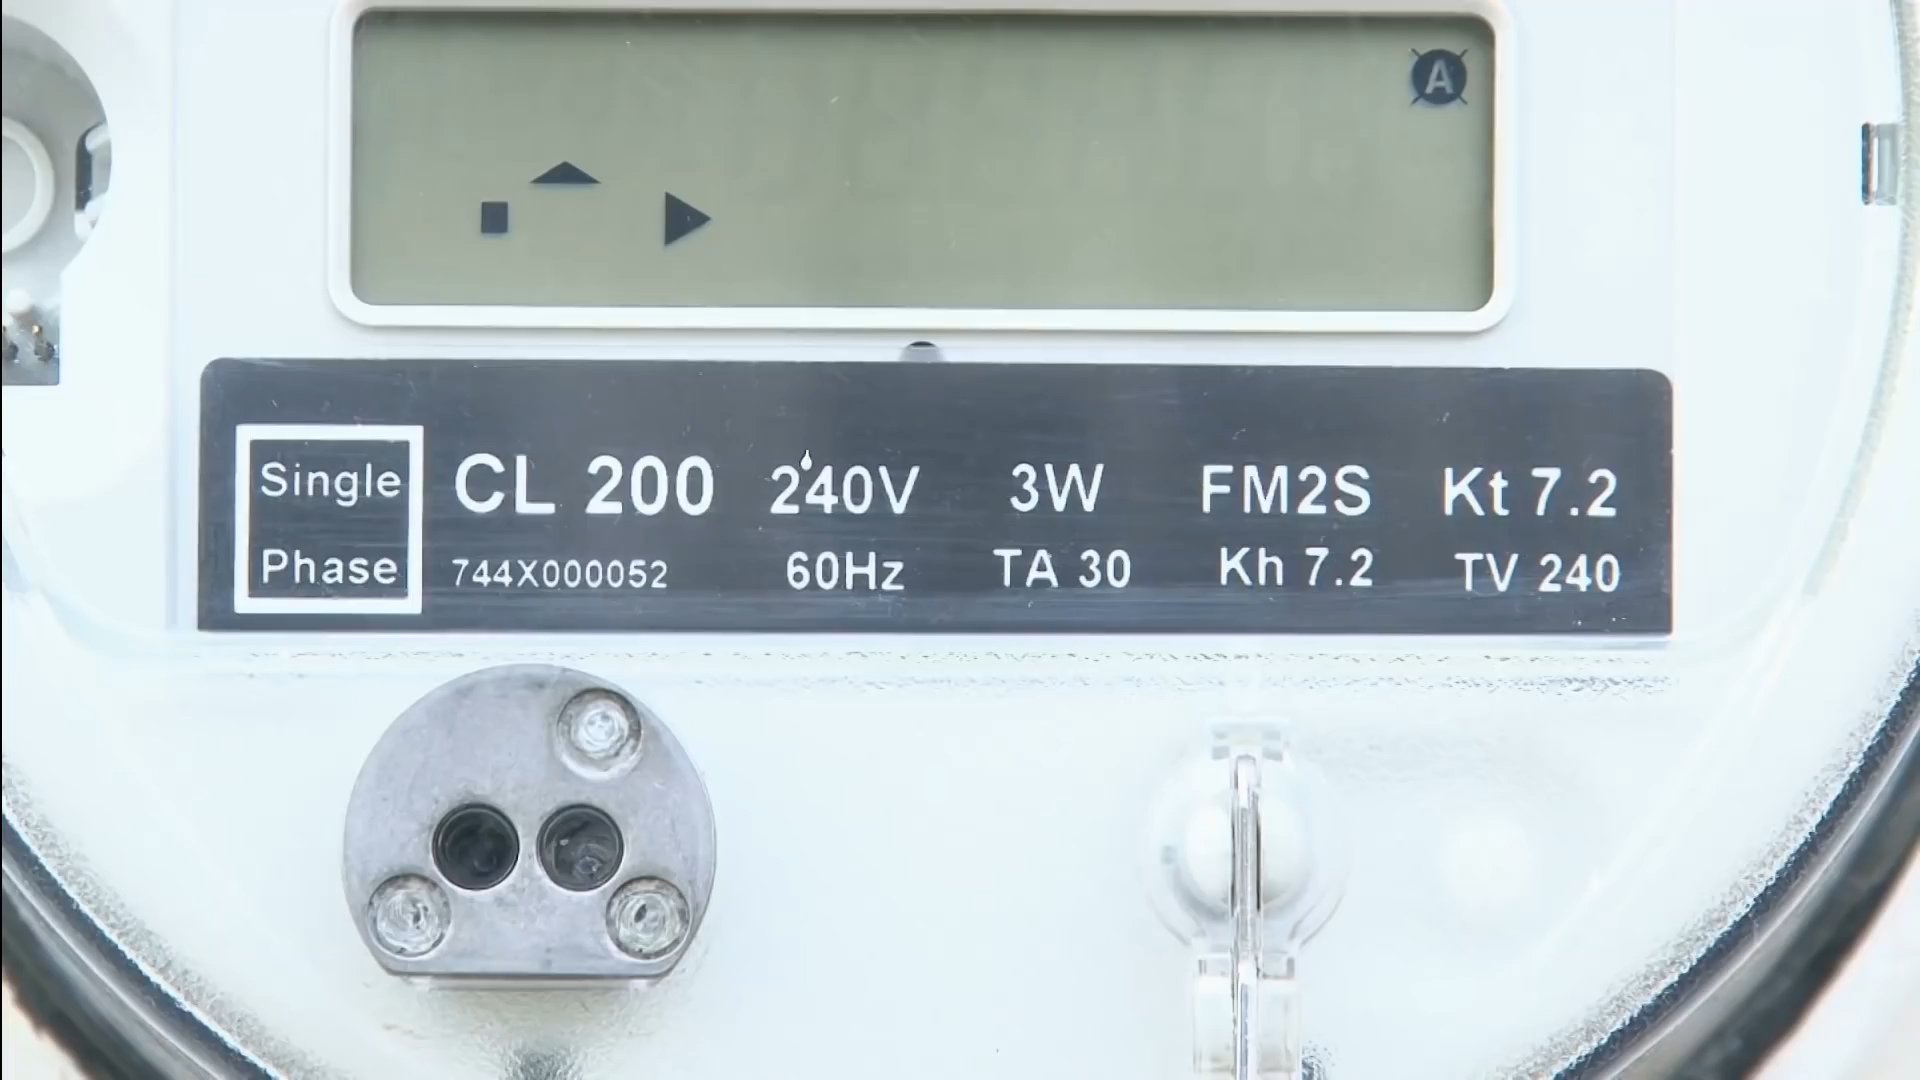 A
Single Phase
CL 200 240V 3W FM2S Kt 7.2
744X000052 60Hz TA 30 Kh 7.2 TV 240